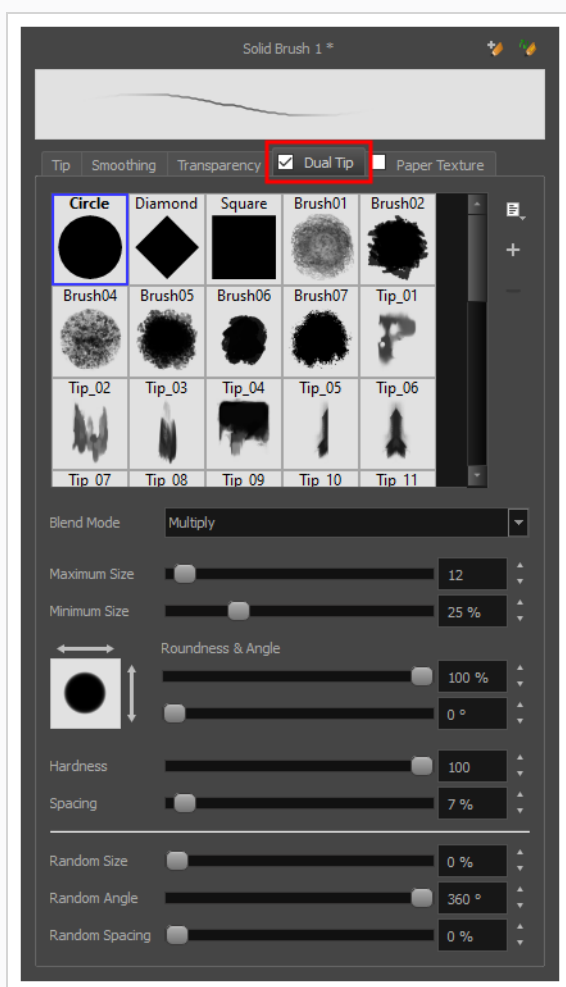 Solid Brush 1 *
Tip Smoothing Transparency Dual Tip Paper Texture
Circle Diamond Square Brush01 Brush02
Brush04 Brush05 Brush06 Brush07 Tip_01
Tip_02 Tip_03 Tip_04 Tip_05 Tip_06
Tip_07 Tip_08 Tip_09 Tip_10 Tip_11
Blend Mode Multiply
Maximum Size 12
Minimum Size 25 %
Roundness & Angle
100 %
0 °
Hardness 100
Spacing 7 %
Random Size 0 %
Random Angle 360 °
Random Spacing 0 %